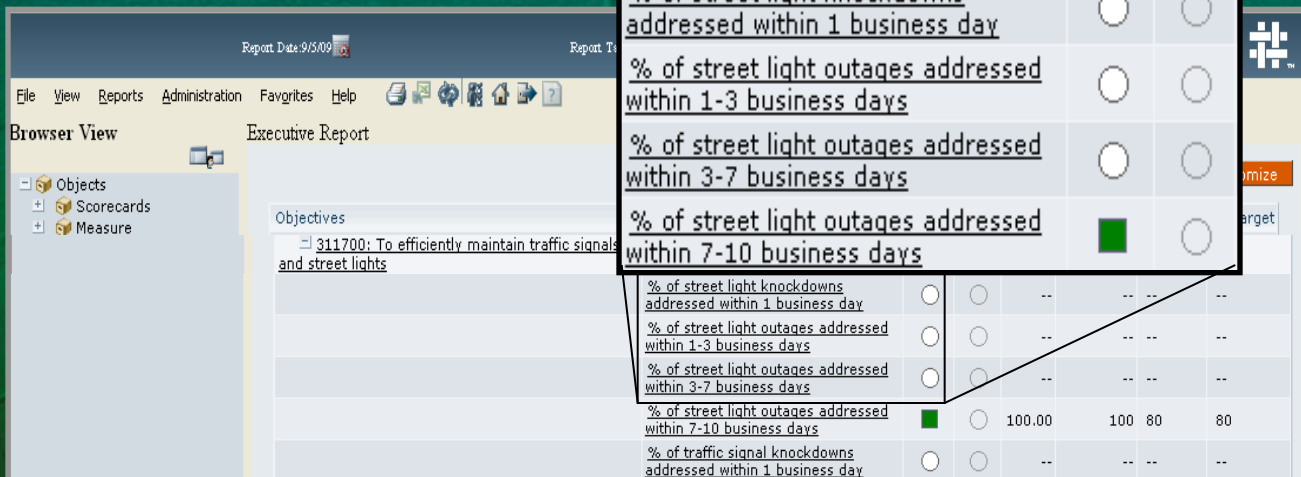 addressed within 1 business day
% of street light outages addressed
within 1-3 business days
% of street light outages addressed
within 3-7 business days
% of street light outages addressed
within 7-10 business days
Report Date:9/5/09
Report
File View Reports Administration Favorites Help
Browser View
Executive Report
Objects
Scorecards
Measure
Objectives
311700: To efficiently maintain traffic signals
and street lights
% of street light knockdowns
addressed within 1 business day
-- -- -- --
% of street light outages addressed
within 1-3 business days
-- -- -- --
% of street light outages addressed
within 3-7 business days
-- -- -- --
% of street light outages addressed
within 7-10 business days
100.00 100 80 80
% of traffic signal knockdowns
addressed within 1 business day
-- -- -- --